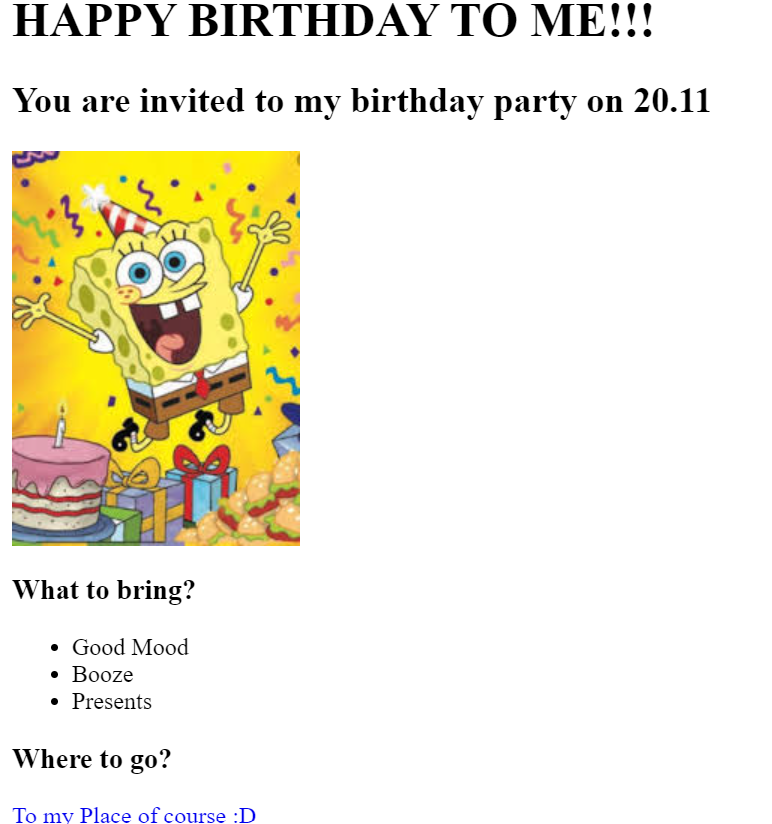 HAPPY BIRTHDAY TO ME!!!
You are invited to my birthday party on 20.11
What to bring?
Good Mood
Booze
Presents
Where to go?
To my Place of course :D